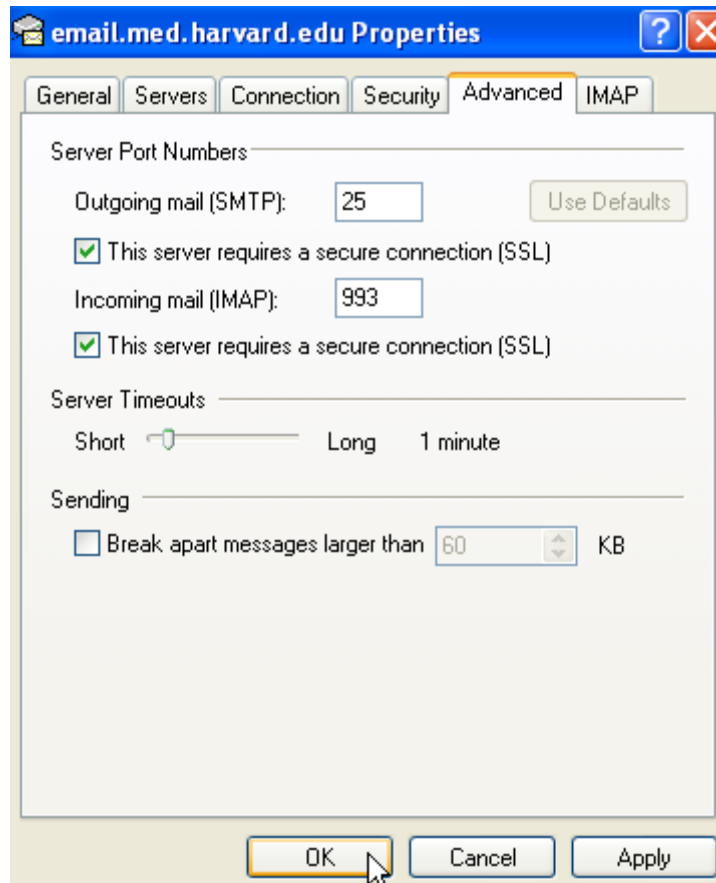 email.med.harvard.edu Properties
?
General Servers Connection Security Advanced IMAP
Server Port Numbers
Outgoing mail (SMTP): 25 Use Defaults
This server requires a secure connection (SSL)
Incoming mail (IMAP): 993
This server requires a secure connection (SSL)
Server Timeouts
Short Long 1 minute
Sending
Break apart messages larger than 60 KB
OK Cancel Apply